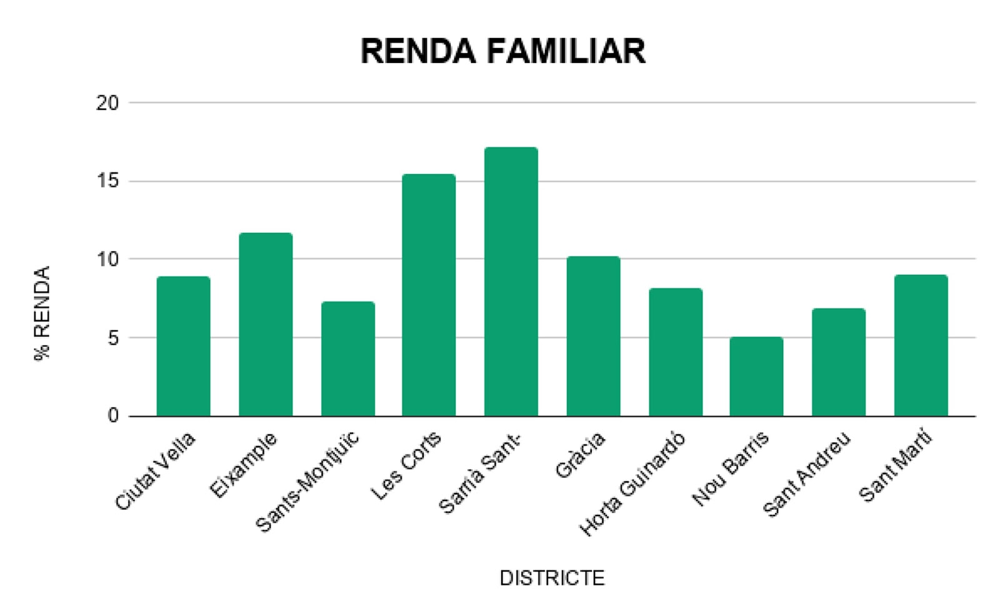 RENDA FAMILIAR
20
15
10
5
0
% RENDA
Ciutat Vella
Eixample
Sants-Montjuïc
Les Corts
Sarrià Sant-
Gràcia
Horta Guinardó
Nou Barris
Sant Andreu
Sant Martí
DISTRICTE